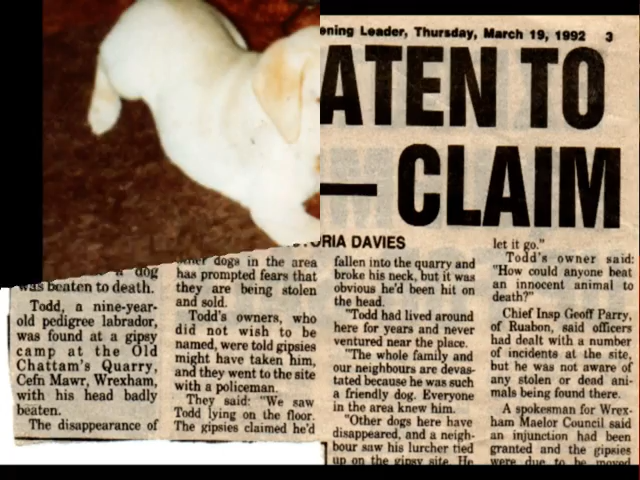 ening Leader, Thursday, March 19, 1992 3
ATEN TO
— CLAIM
ORIA DAVIES
a dog
was beaten to death.
Todd, a nine-year-
old pedigree labrador,
was found at a gipsy
camp at the Old
Chattam's Quarry,
Cefn Mawr, Wrexham,
with his head badly
beaten.
The disappearance of
other dogs in the area
has prompted fears that
they are being stolen
and sold.
Todd's owners, who
did not wish to be
named, were told gipsies
might have taken him,
and they went to the site
with a policeman.
They said: "We saw
Todd lying on the floor.
The gipsies claimed he'd
fallen into the quarry and
broke his neck, but it was
obvious he'd been hit on
the head.
"Todd had lived around
here for years and never
ventured near the place.
"The whole family and
our neighbours are devas-
tated because he was such
a friendly dog. Everyone
in the area knew him.
"Other dogs here have
disappeared, and a neigh-
bour saw his lurcher tied
up on the gipsy site. He
let it go."
Todd's owner said:
"How could anyone beat
an innocent animal to
death?"
Chief Insp Geoff Parry,
of Ruabon, said officers
had dealt with a number
of incidents at the site,
but he was not aware of
any stolen or dead ani-
mals being found there.
A spokesman for Wrex-
ham Maelor Council said
an injunction had been
granted and the gipsies
were due to be moved